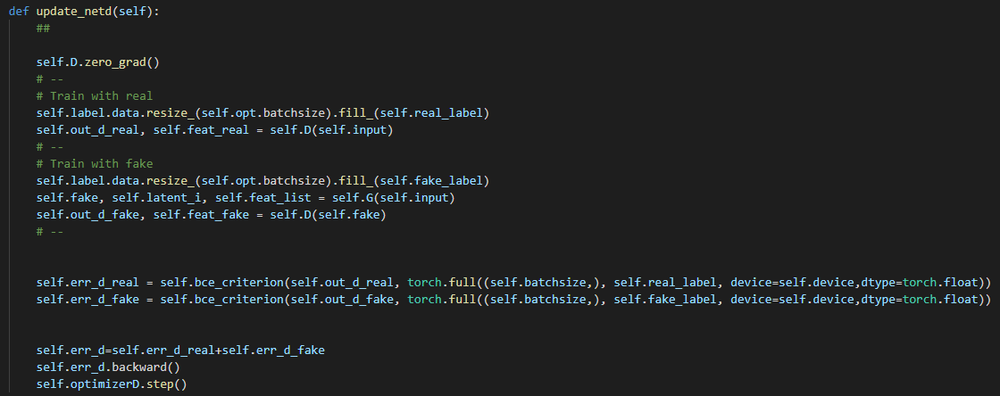 def update_netd(self):
##
self.D.zero_grad()
# --
# Train with real
self.label.data.resize_(self.opt.batchsize).fill_(self.real_label)
self.out_d_real, self.feat_real = self.D(self.input)
# --
# Train with fake
self.label.data.resize_(self.opt.batchsize).fill_(self.fake_label)
self.fake, self.latent_i, self.feat_list = self.G(self.input)
self.out_d_fake, self.feat_fake = self.D(self.fake)
# --
self.err_d_real = self.bce_criterion(self.out_d_real, torch.full((self.batchsize,), self.real_label, device=self.device,dtype=torch.float))
self.err_d_fake = self.bce_criterion(self.out_d_fake, torch.full((self.batchsize,), self.fake_label, device=self.device,dtype=torch.float))
self.err_d=self.err_d_real+self.err_d_fake
self.err_d.backward()
self.optimizerD.step()